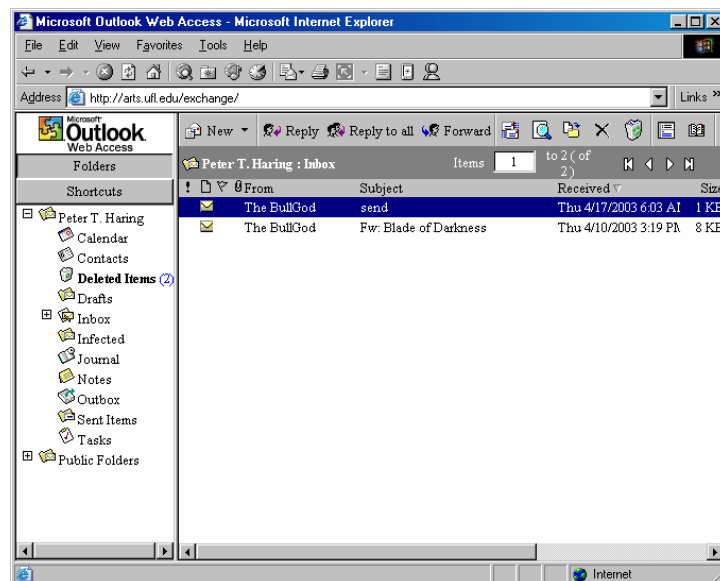 Microsoft Outlook Web Access - Microsoft Internet Explorer
File Edit View Favorites Tools Help
Address http://arts.ufl.edu/exchange/ Links »
Microsoft
Outlook
Web Access
New Reply Reply to all Forward
Folders
Peter T. Haring : Inbox Items 1 to 2 ( of 2 )
Shortcuts
! From Subject Received Size
The BullGod send Thu 4/17/2003 6:03 AM 1 KB
The BullGod Fw: Blade of Darkness Thu 4/10/2003 3:19 PM 8 KB
Peter T. Haring
Calendar
Contacts
Deleted Items (2)
Drafts
Inbox
Infected
Journal
Notes
Outbox
Sent Items
Tasks
Public Folders
Internet